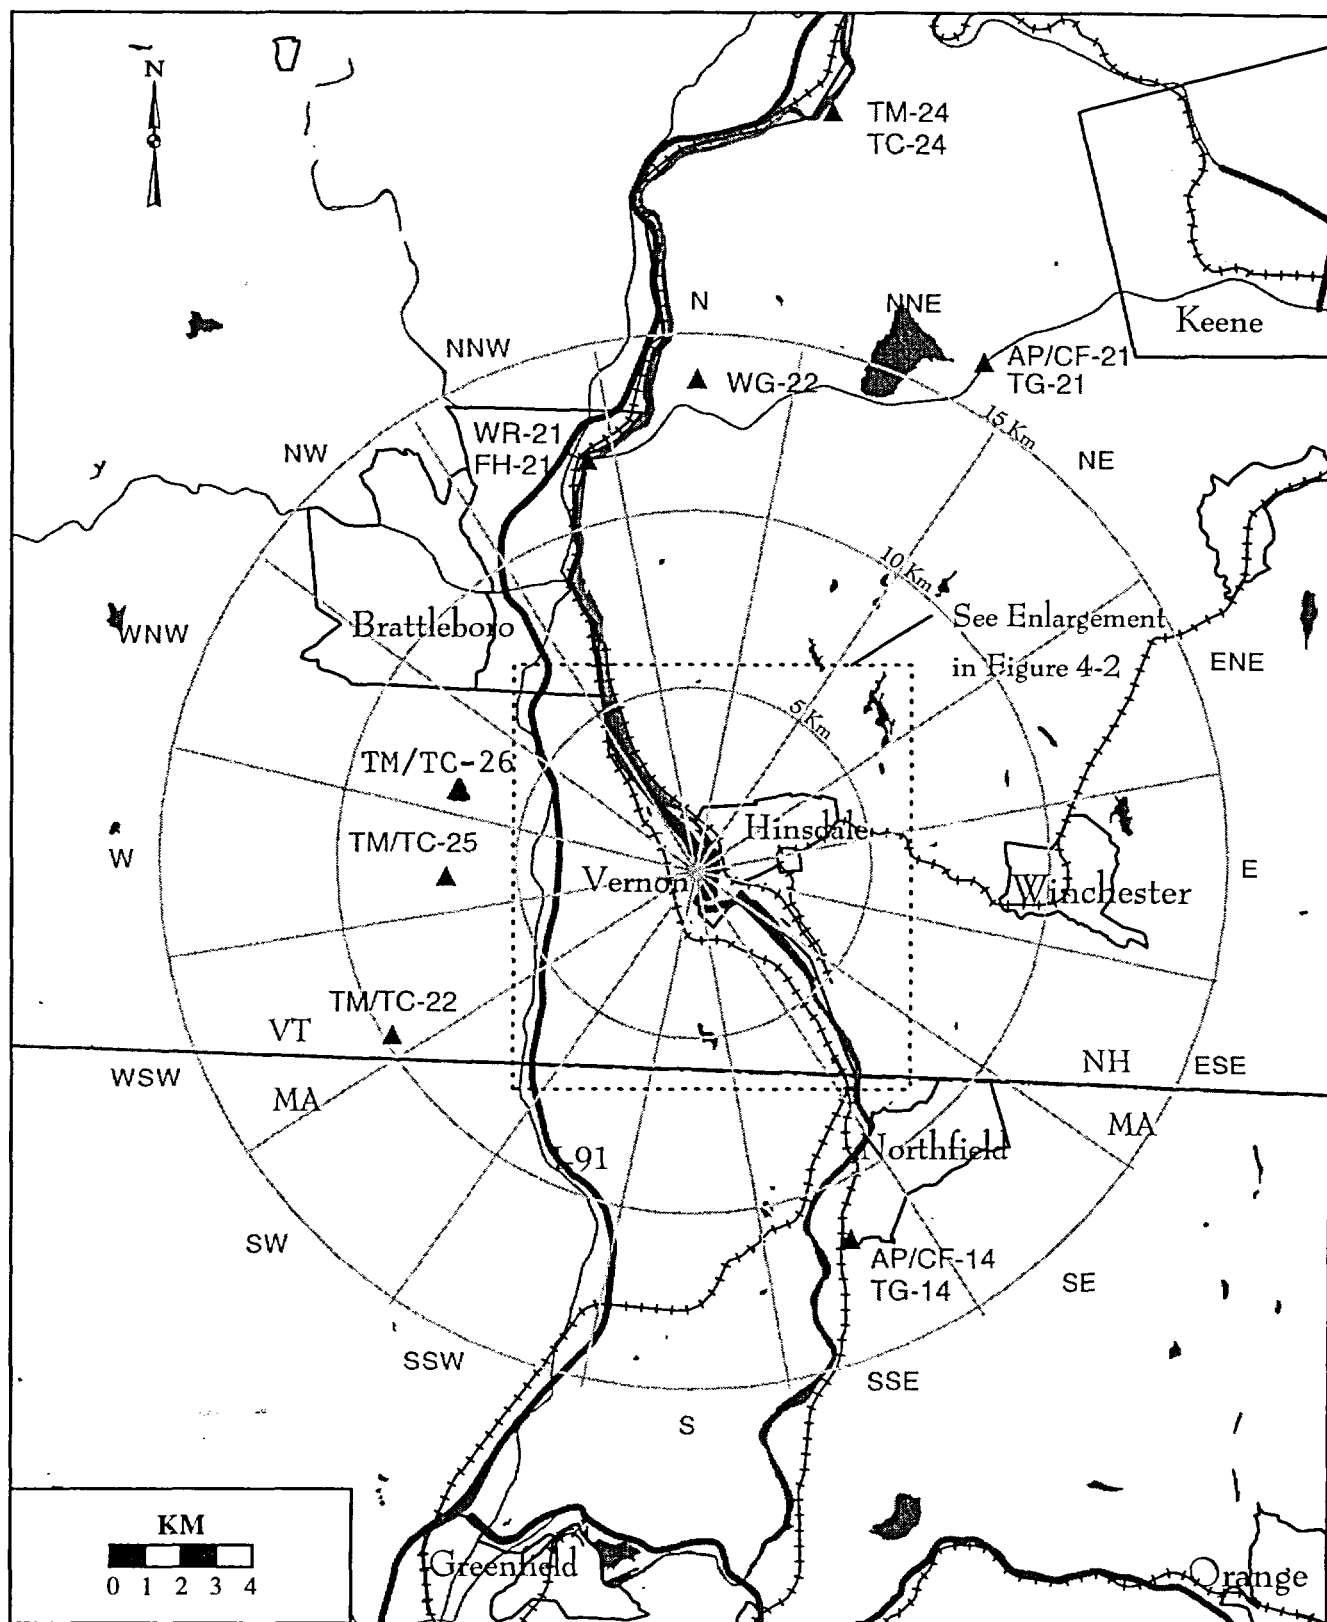 N
TM-24
TC-24
N
NNE
Keene
NNW
AP/CF-21
TG-21
WG-22
15 Km
WR-21
FH-21
NW
NE
10 Km
WNW
Brattleboro
See Enlargement
in Figure 4-2
ENE
5 Km
TM/TC-26
Hinsdale
TM/TC-25
W
Vernon
E
Winchester
TM/TC-22
VT
NH
ESE
WSW
MA
MA
Northfield
I-91
SW
AP/CF-14
TG-14
SE
SSW
SSE
S
KM
0 1 2 3 4
Greenfield
Orange